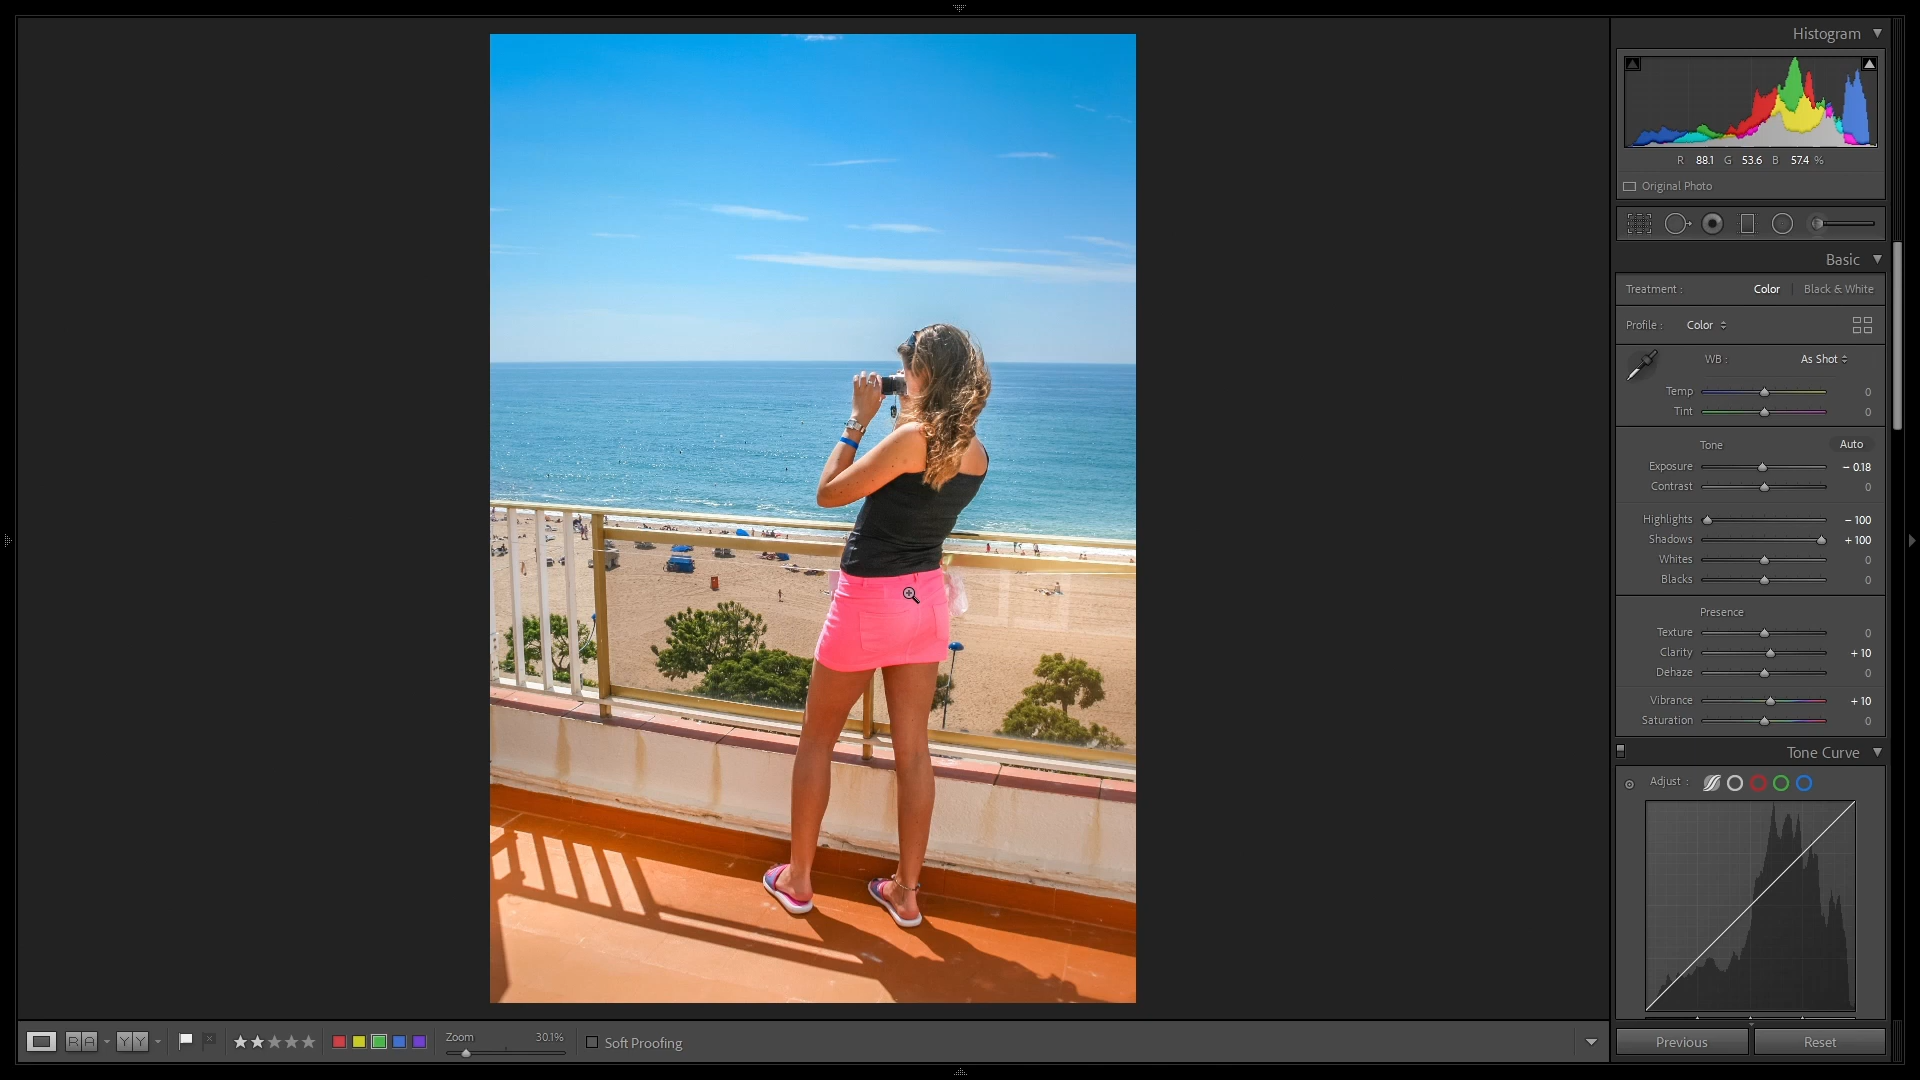 Histogram
R 88.1 G 53.6 B 57.4 %
Original Photo
Basic
Treatment : Color Black & White
Profile : Color
WB : As Shot
Temp 0
Tint 0
Tone Auto
Exposure − 0.18
Contrast 0
Highlights − 100
Shadows + 100
Whites 0
Blacks 0
Presence
Texture 0
Clarity + 10
Dehaze 0
Vibrance + 10
Saturation 0
Tone Curve
Adjust :
R A Y Y Zoom 30.1% Soft Proofing
Previous Reset